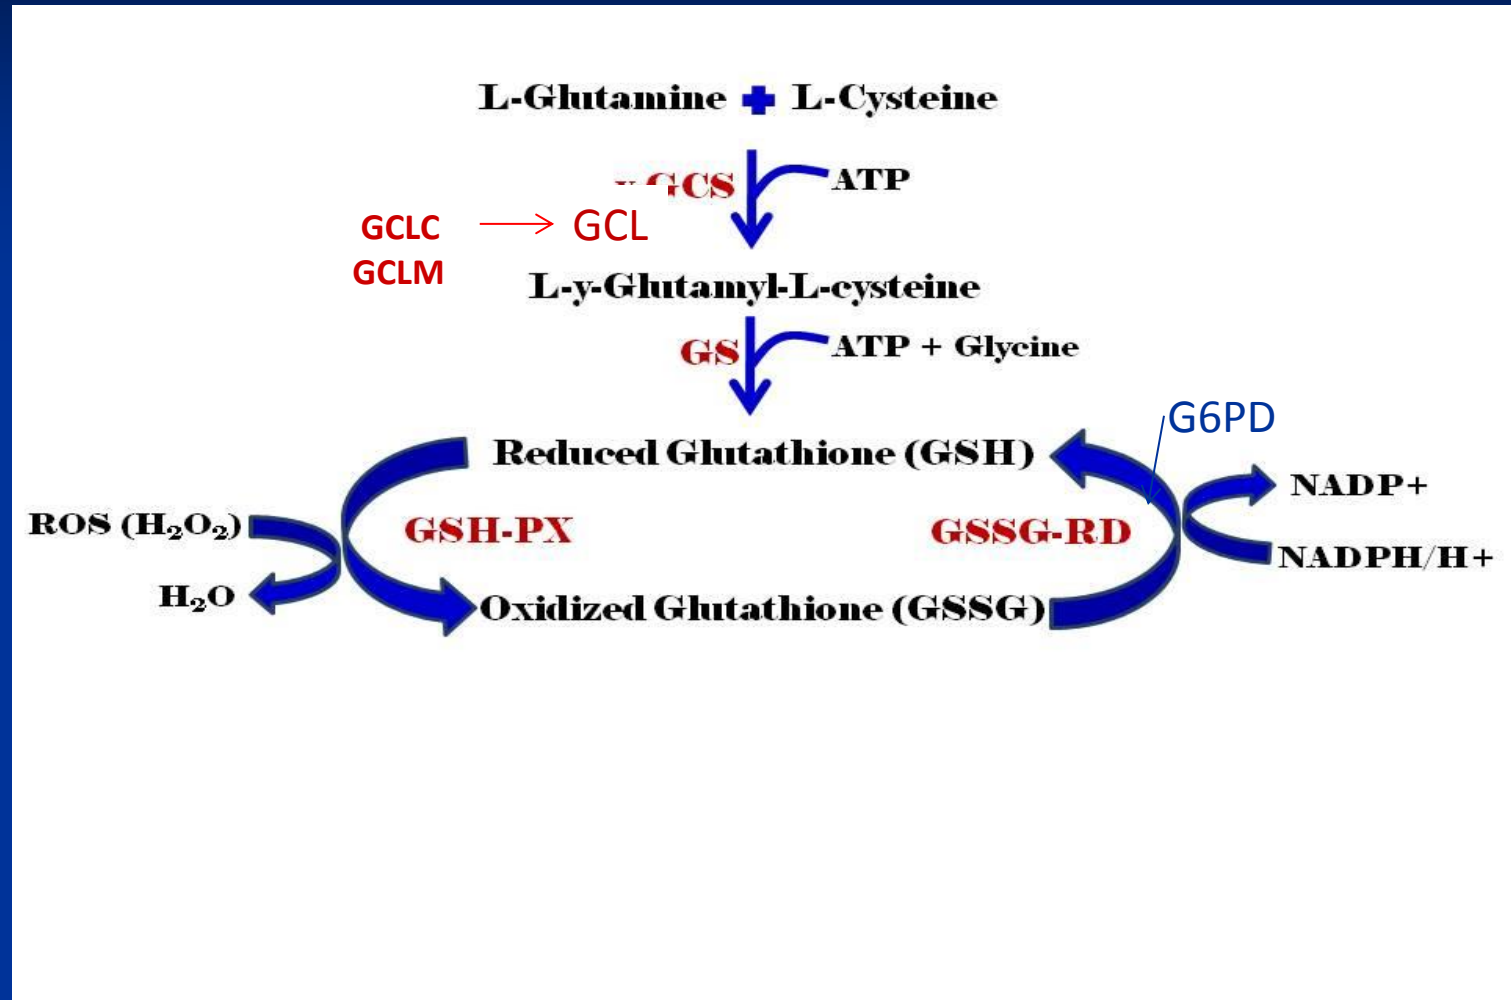 L-Glutamine + L-Cysteine
GCS
ATP
GCLC
GCL
GCLM
L-y-Glutamyl-L-cysteine
GS
ATP + Glycine
G6PD
Reduced Glutathione (GSH)
NADP+
ROS (H₂O₂)
GSH-PX
GSSG-RD
NADPH/H+
H₂O
Oxidized Glutathione (GSSG)